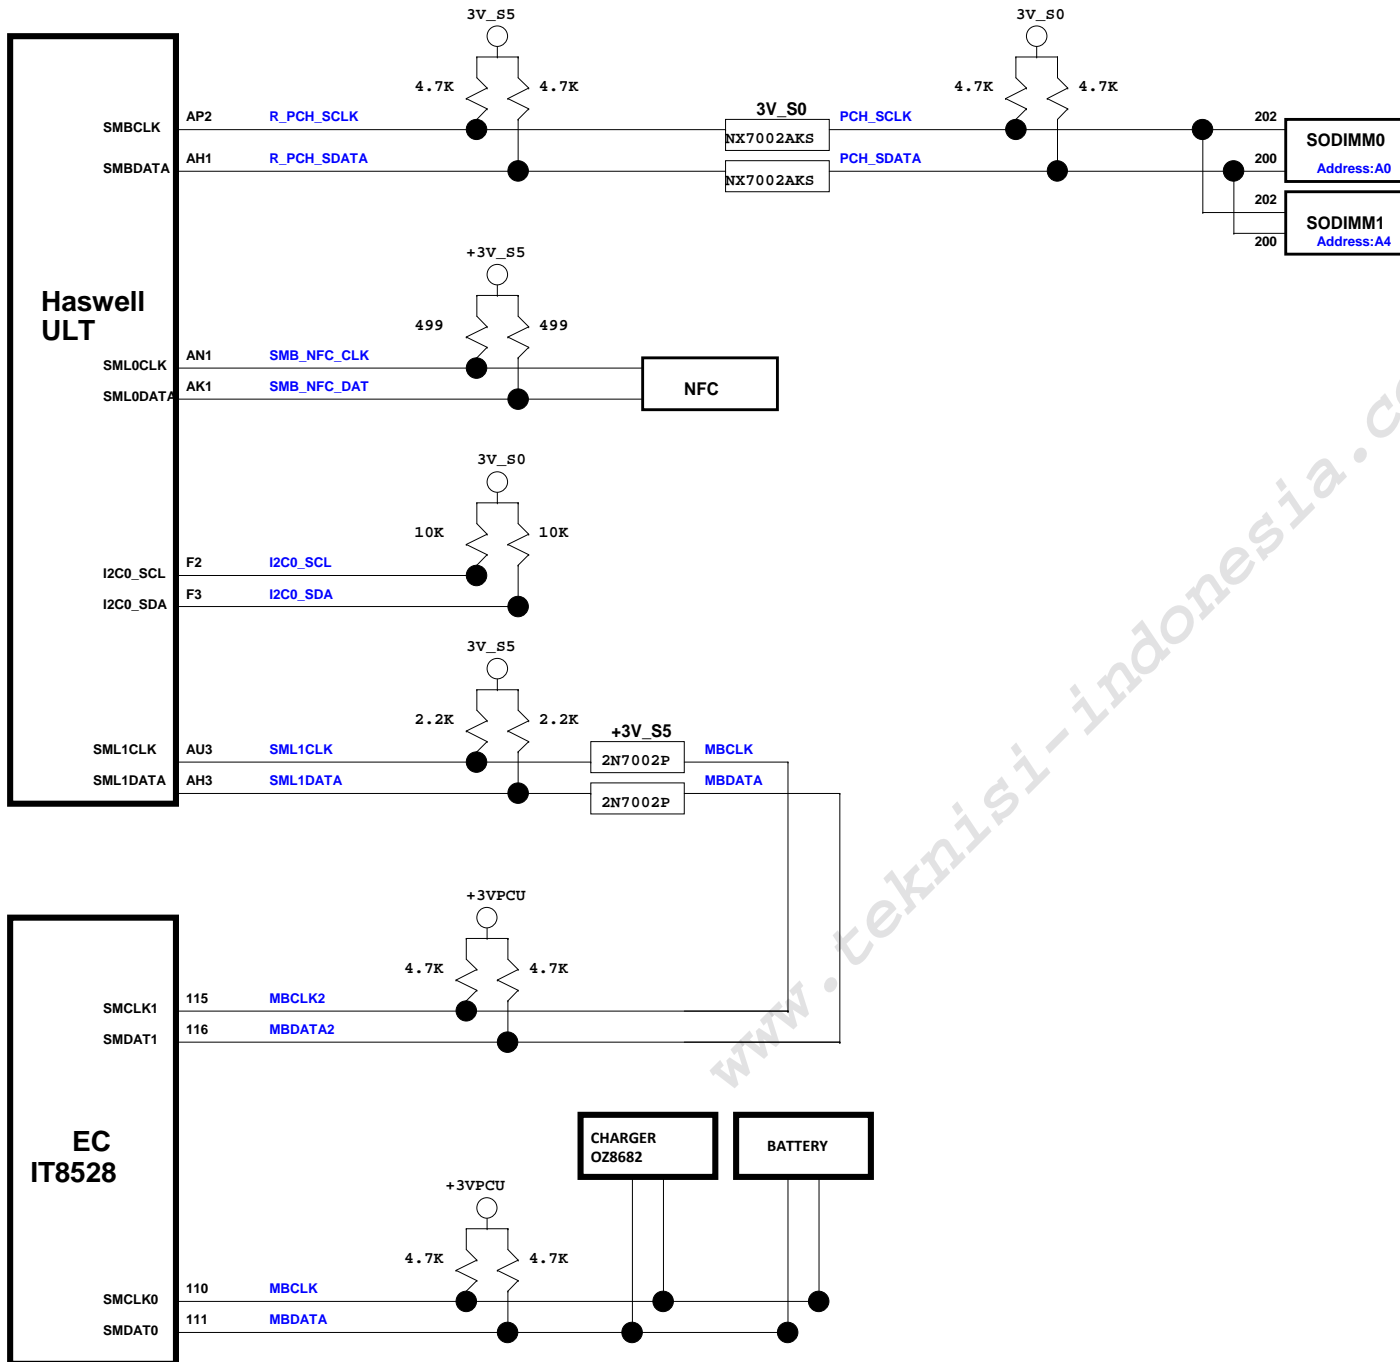 3V_S5
3V_S0
4.7K
4.7K
4.7K
4.7K
3V_S0
SMBCLK
AP2
R_PCH_SCLK
NX7002AKS
PCH_SCLK
202
SODIMM0
Address:A0
SMBDATA
AH1
R_PCH_SDATA
NX7002AKS
PCH_SDATA
200
202
SODIMM1
Address:A4
200
+3V_S5
Haswell
ULT
499
499
SML0CLK
AN1
SMB_NFC_CLK
SML0DATA
AK1
SMB_NFC_DAT
NFC
3V_S0
10K
10K
I2C0_SCL
F2
I2C0_SCL
I2C0_SDA
F3
I2C0_SDA
3V_S5
2.2K
2.2K
+3V_S5
SML1CLK
AU3
SML1CLK
2N7002P
MBCLK
SML1DATA
AH3
SML1DATA
2N7002P
MBDATA
+3VPCU
4.7K
4.7K
SMCLK1
115
MBCLK2
SMDAT1
116
MBDATA2
EC
IT8528
CHARGER
OZ8682
BATTERY
+3VPCU
4.7K
4.7K
SMCLK0
110
MBCLK
SMDAT0
111
MBDATA
www.teknisi-indonesia.c